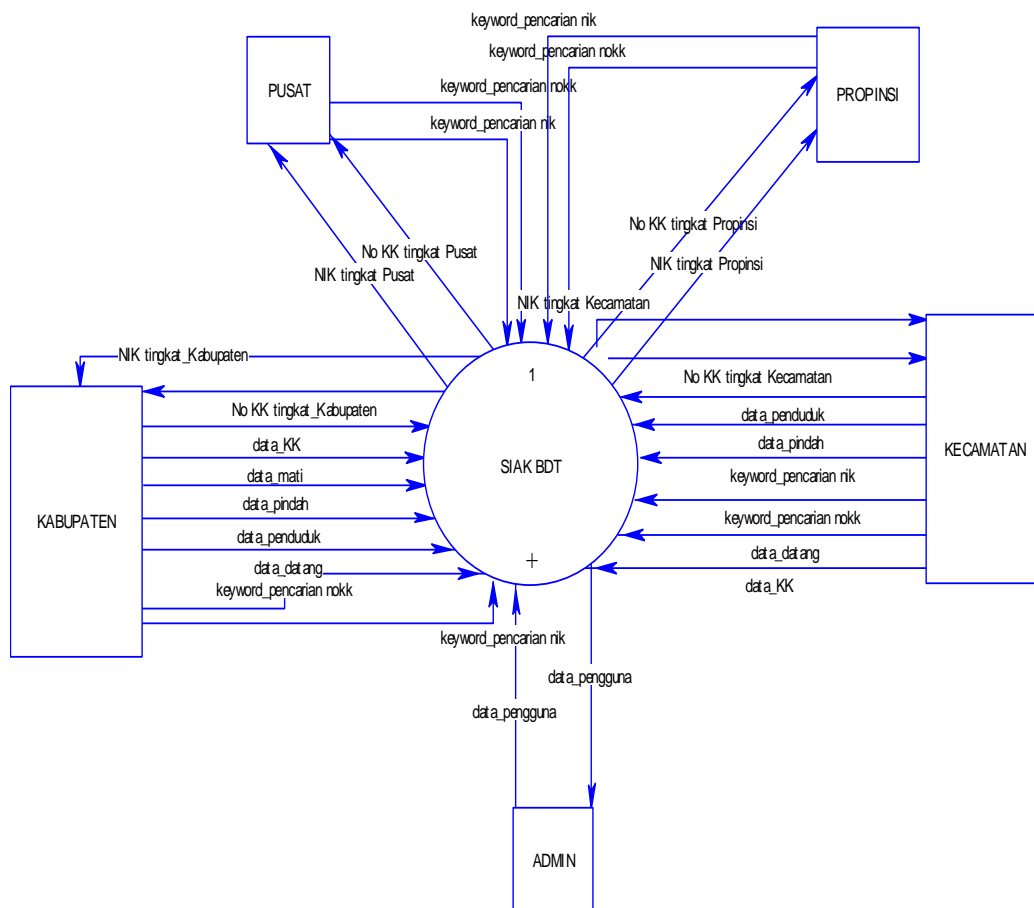 keyword_pencarian nik
keyword_pencarian nokk
PUSAT
PROPINSI
keyword_pencarian nokk
keyword_pencarian nik
No KK tingkat Propinsi
No KK tingkat Pusat
NIK tingkat Propinsi
NIK tingkat Pusat
NIK tingkat Kecamatan
NIK tingkat_Kabupaten
1
No KK tingkat Kecamatan
No KK tingkat_Kabupaten
data_penduduk
data_KK
data_pindah
SIAK BDT
KECAMATAN
data_mati
keyword_pencarian nik
data_pindah
KABUPATEN
keyword_pencarian nokk
data_penduduk
data_datang
+
data_datang
keyword_pencarian nokk
data_KK
keyword_pencarian nik
data_pengguna
data_pengguna
ADMIN